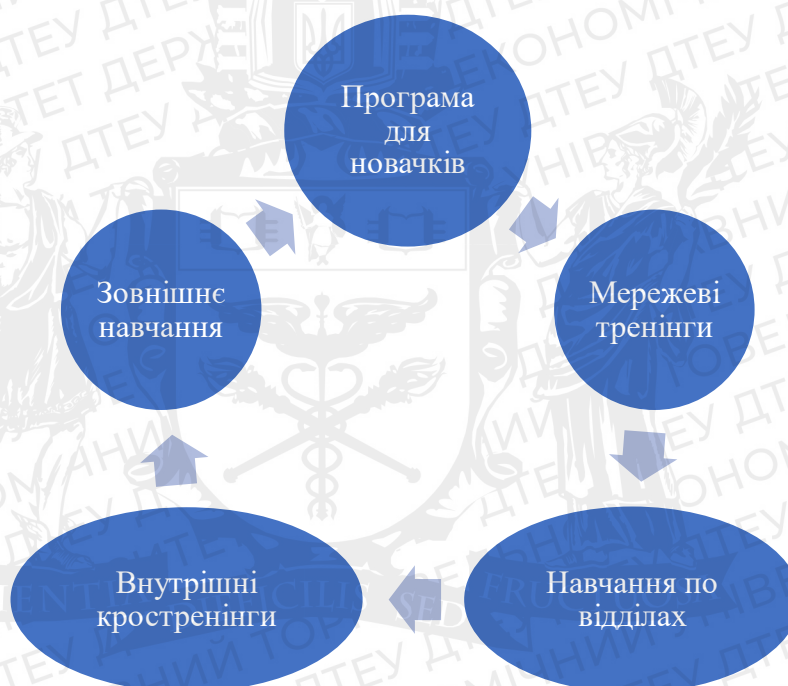 Програма
для
новачків
Мережеві
тренінги
Навчання по
відділах
Внутрішні
кростренінги
Зовнішнє
навчання